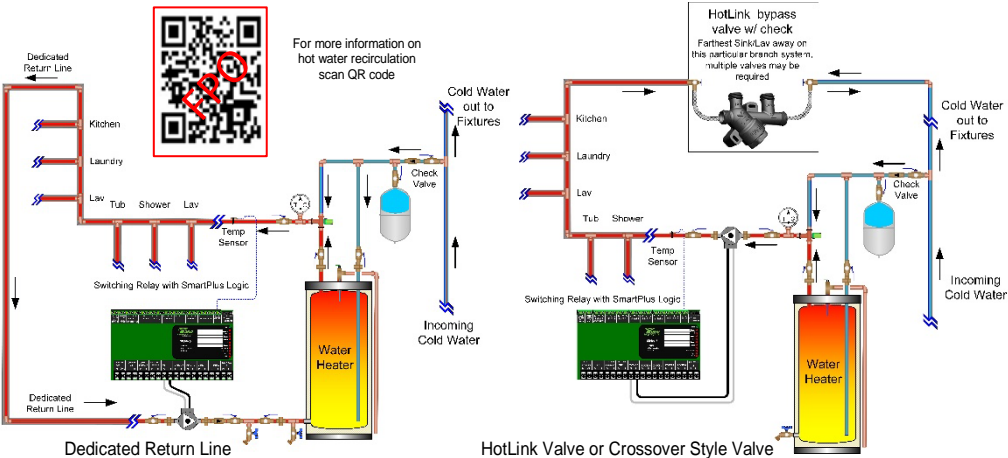 Dedicated
Return Line
FPO
For more information on
hot water recirculation
scan QR code
Kitchen
Laundry
Lav
Tub
Shower
Lav
Cold Water
out to
Fixtures
Check
Valve
Temp
Sensor
Switching Relay with SmartPlus Logic
Incoming
Cold Water
Water
Heater
Dedicated
Return Line
Dedicated Return Line
HotLink bypass
valve w/ check
Farthest Sink/Lav away on
this particular branch system,
multiple valves may be
required
Kitchen
Laundry
Lav
Tub
Shower
Cold Water
out to
Fixtures
Check
Valve
Temp
Sensor
Switching Relay with SmartPlus Logic
Incoming
Cold Water
Water
Heater
HotLink Valve or Crossover Style Valve